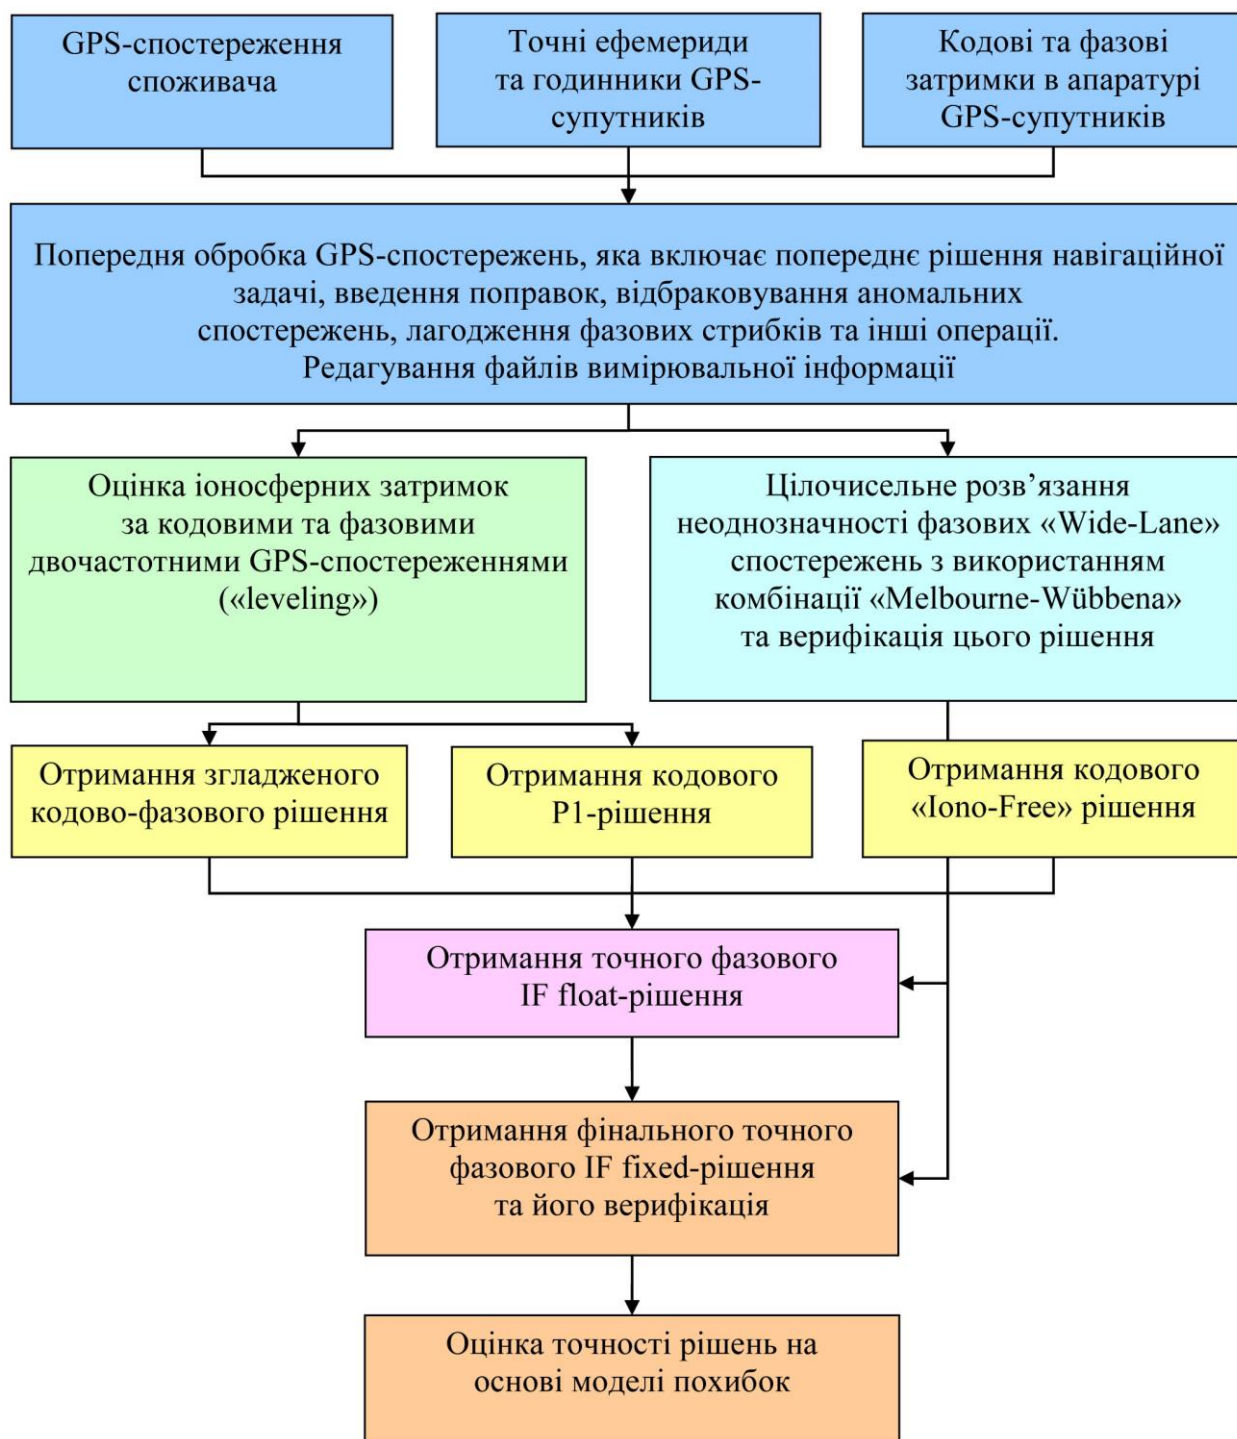 GPS-спостереження
споживача
Точні ефемериди
та годинники GPS-
супутників
Кодові та фазові
затримки в апаратурі
GPS-супутників
Попередня обробка GPS-спостережень, яка включає попереднє рішення навігаційної
задачі, введення поправок, відбраковування аномальних
спостережень, лагодження фазових стрибків та інші операції.
Редагування файлів вимірювальної інформації
Оцінка іоносферних затримок
за кодовими та фазовими
двочастотними GPS-спостереженнями
(«leveling»)
Цілочисельне розв’язання
неоднозначності фазових «Wide-Lane»
спостережень з використанням
комбінації «Melbourne-Wübbena»
та верифікація цього рішення
Отримання згладженого
кодово-фазового рішення
Отримання кодового
P1-рішення
Отримання кодового
«Iono-Free» рішення
Отримання точного фазового
IF float-рішення
Отримання фінального точного
фазового IF fixed-рішення
та його верифікація
Оцінка точності рішень на
основі моделі похибок